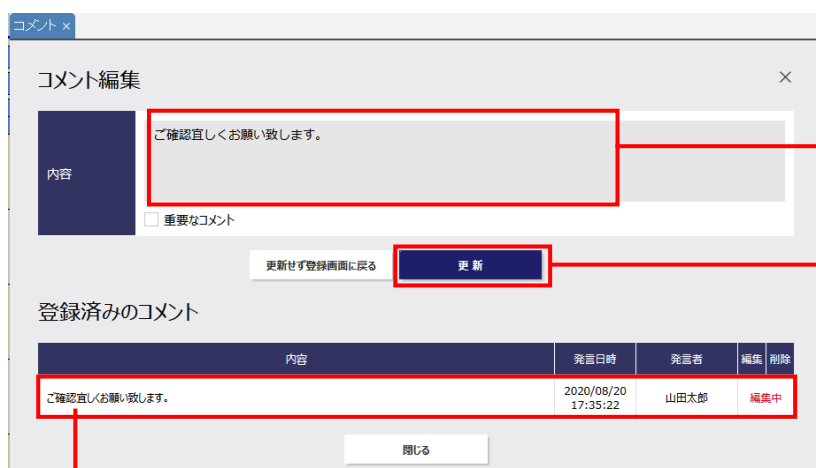 コメント ×
コメント編集
×
内容
ご確認宜しくお願い致します。
重要なコメント
更新せず登録画面に戻る
更新
登録済みのコメント
内容 発言日時 発言者 編集 削除
ご確認宜しくお願い致します。 2020/08/20 17:35:22 山田太郎 編集中
閉じる